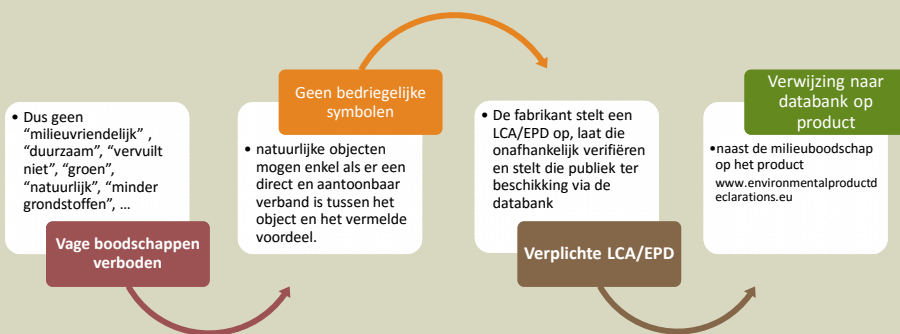 • Dus geen
“milieuvriendelijk” ,
“duurzaam”, “vervuilt
niet”, “groen”,
“natuurlijk”, “minder
grondstoffen”, …
Vage boodschappen
verboden
Geen bedriegelijke
symbolen
• natuurlijke objecten
mogen enkel als er een
direct en aantoonbaar
verband is tussen het
object en het vermelde
voordeel.
• De fabrikant stelt een
LCA/EPD op, laat die
onafhankelijk verifiëren
en stelt die publiek ter
beschikking via de
databank
Verplichte LCA/EPD
Verwijzing naar
databank op
product
•naast de milieuboodschap
op het product
www.environmentalproductd
eclarations.eu